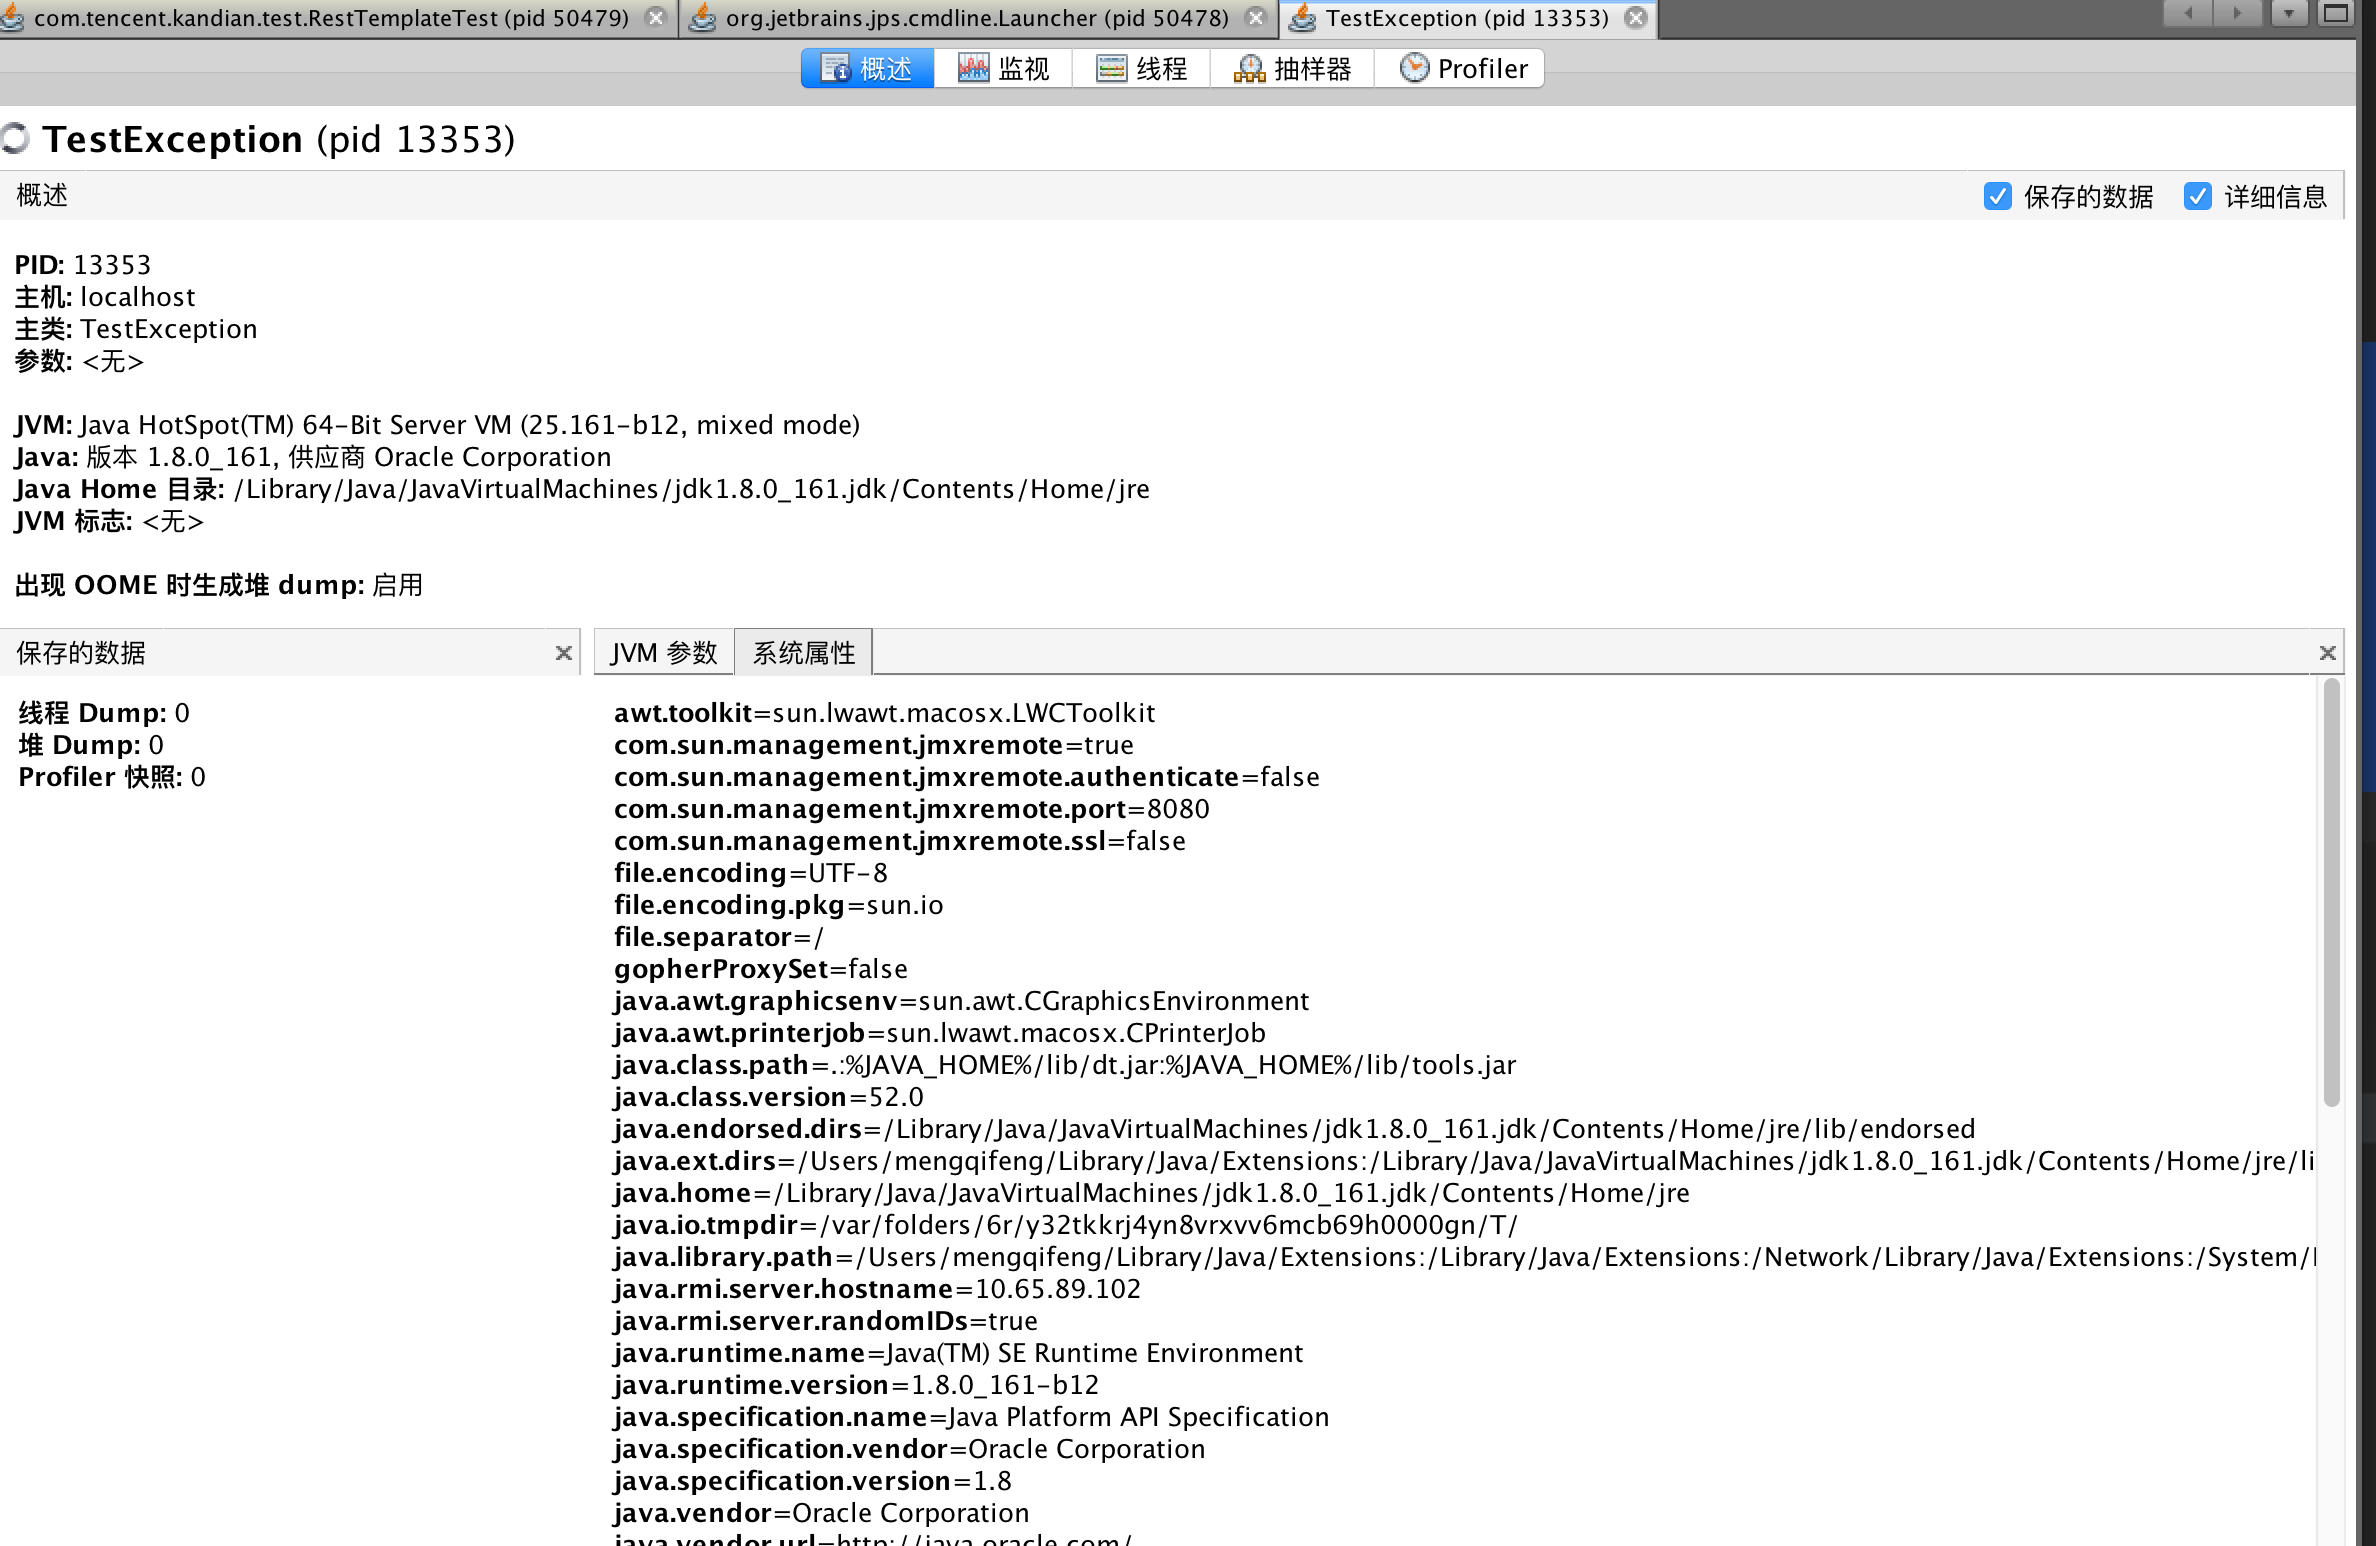 com.tencent.kandian.test.RestTemplateTest (pid 50479) org.jetbrains.jps.cmdline.Launcher (pid 50478) TestException (pid 13353)
概述 监视 线程 抽样器 Profiler
TestException (pid 13353)
概述 保存的数据 详细信息
PID: 13353
主机: localhost
主类: TestException
参数: <无>
JVM: Java HotSpot(TM) 64-Bit Server VM (25.161-b12, mixed mode)
Java: 版本 1.8.0_161, 供应商 Oracle Corporation
Java Home 目录: /Library/Java/JavaVirtualMachines/jdk1.8.0_161.jdk/Contents/Home/jre
JVM 标志: <无>
出现 OOME 时生成堆 dump: 启用
保存的数据
线程 Dump: 0
堆 Dump: 0
Profiler 快照: 0
JVM 参数 系统属性
awt.toolkit=sun.lwawt.macosx.LWCToolkit
com.sun.management.jmxremote=true
com.sun.management.jmxremote.authenticate=false
com.sun.management.jmxremote.port=8080
com.sun.management.jmxremote.ssl=false
file.encoding=UTF-8
file.encoding.pkg=sun.io
file.separator=/
gopherProxySet=false
java.awt.graphicsenv=sun.awt.CGraphicsEnvironment
java.awt.printerjob=sun.lwawt.macosx.CPrinterJob
java.class.path=.:%JAVA_HOME%/lib/dt.jar:%JAVA_HOME%/lib/tools.jar
java.class.version=52.0
java.endorsed.dirs=/Library/Java/JavaVirtualMachines/jdk1.8.0_161.jdk/Contents/Home/jre/lib/endorsed
java.ext.dirs=/Users/mengqifeng/Library/Java/Extensions:/Library/Java/JavaVirtualMachines/jdk1.8.0_161.jdk/Contents/Home/jre/li
java.home=/Library/Java/JavaVirtualMachines/jdk1.8.0_161.jdk/Contents/Home/jre
java.io.tmpdir=/var/folders/6r/y32tkkrj4yn8vrxvv6mcb69h0000gn/T/
java.library.path=/Users/mengqifeng/Library/Java/Extensions:/Library/Java/Extensions:/Network/Library/Java/Extensions:/System/
java.rmi.server.hostname=10.65.89.102
java.rmi.server.randomIDs=true
java.runtime.name=Java(TM) SE Runtime Environment
java.runtime.version=1.8.0_161-b12
java.specification.name=Java Platform API Specification
java.specification.vendor=Oracle Corporation
java.specification.version=1.8
java.vendor=Oracle Corporation
java.vendor.url=http://java.oracle.com/